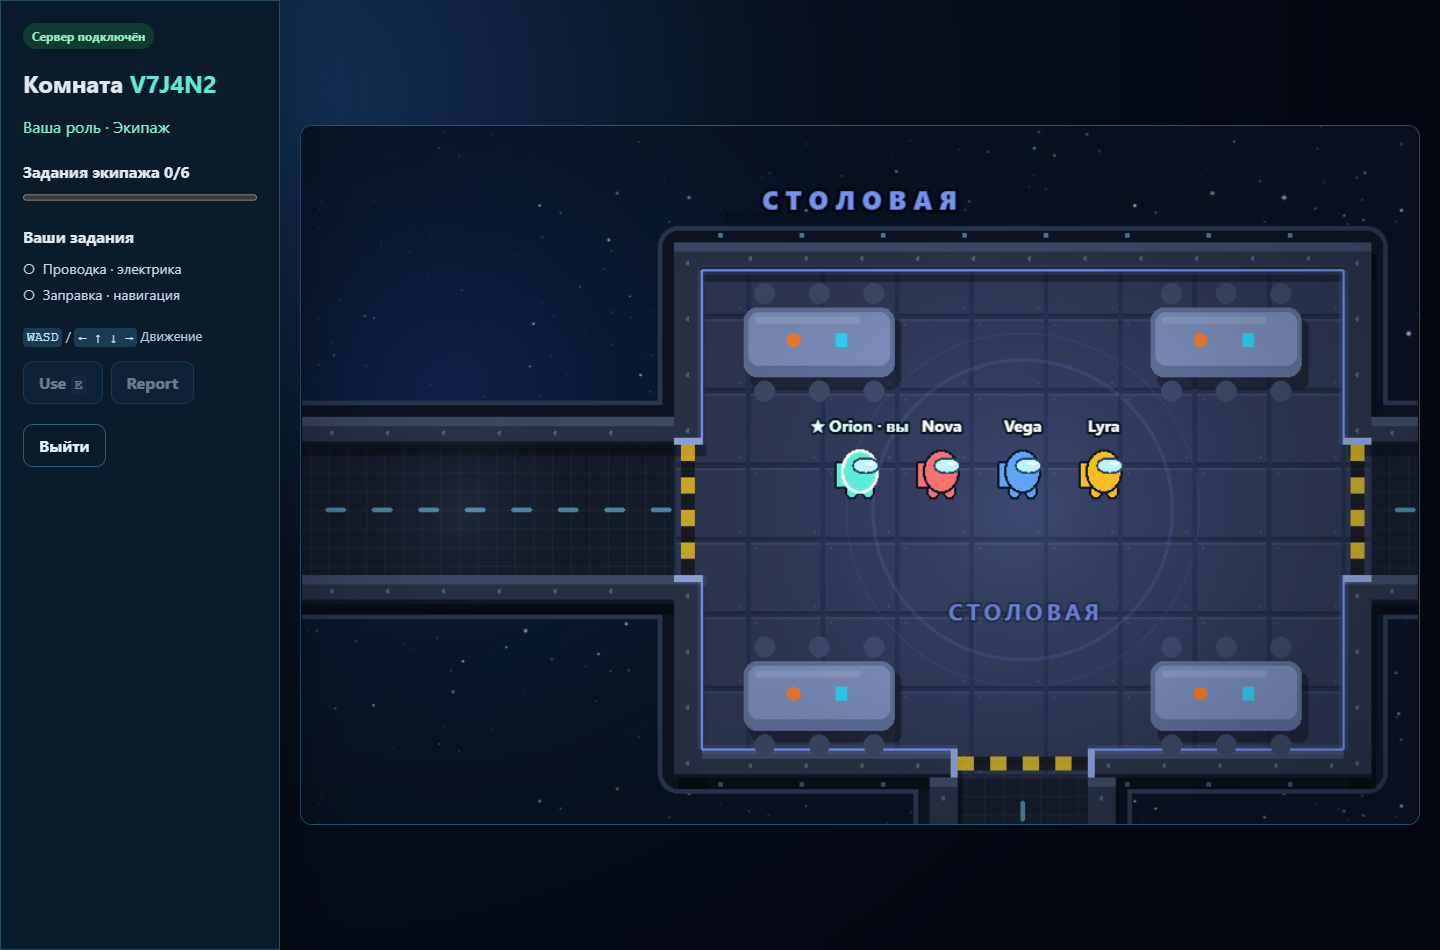 Сервер подключён
Комната V7J4N2
Ваша роль · Экипаж
Задания экипажа 0/6
Ваши задания
Проводка · электрика
Заправка · навигация
WASD / ← ↑ ↓ → Движение
Use E
Report
Выйти
СТОЛОВАЯ
★ Orion · вы
Nova
Vega
Lyra
СТОЛОВАЯ